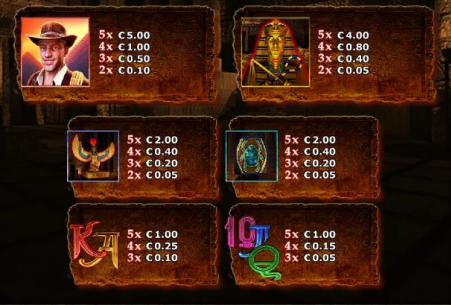 5x €5.00
4x €1.00
3x €0.50
2x €0.10
5x €4.00
4x €0.80
3x €0.40
2x €0.05
5x €2.00
4x €0.40
3x €0.20
2x €0.05
5x €2.00
4x €0.40
3x €0.20
2x €0.05
K A
5x €1.00
4x €0.25
3x €0.10
10 J Q
5x €1.00
4x €0.15
3x €0.05